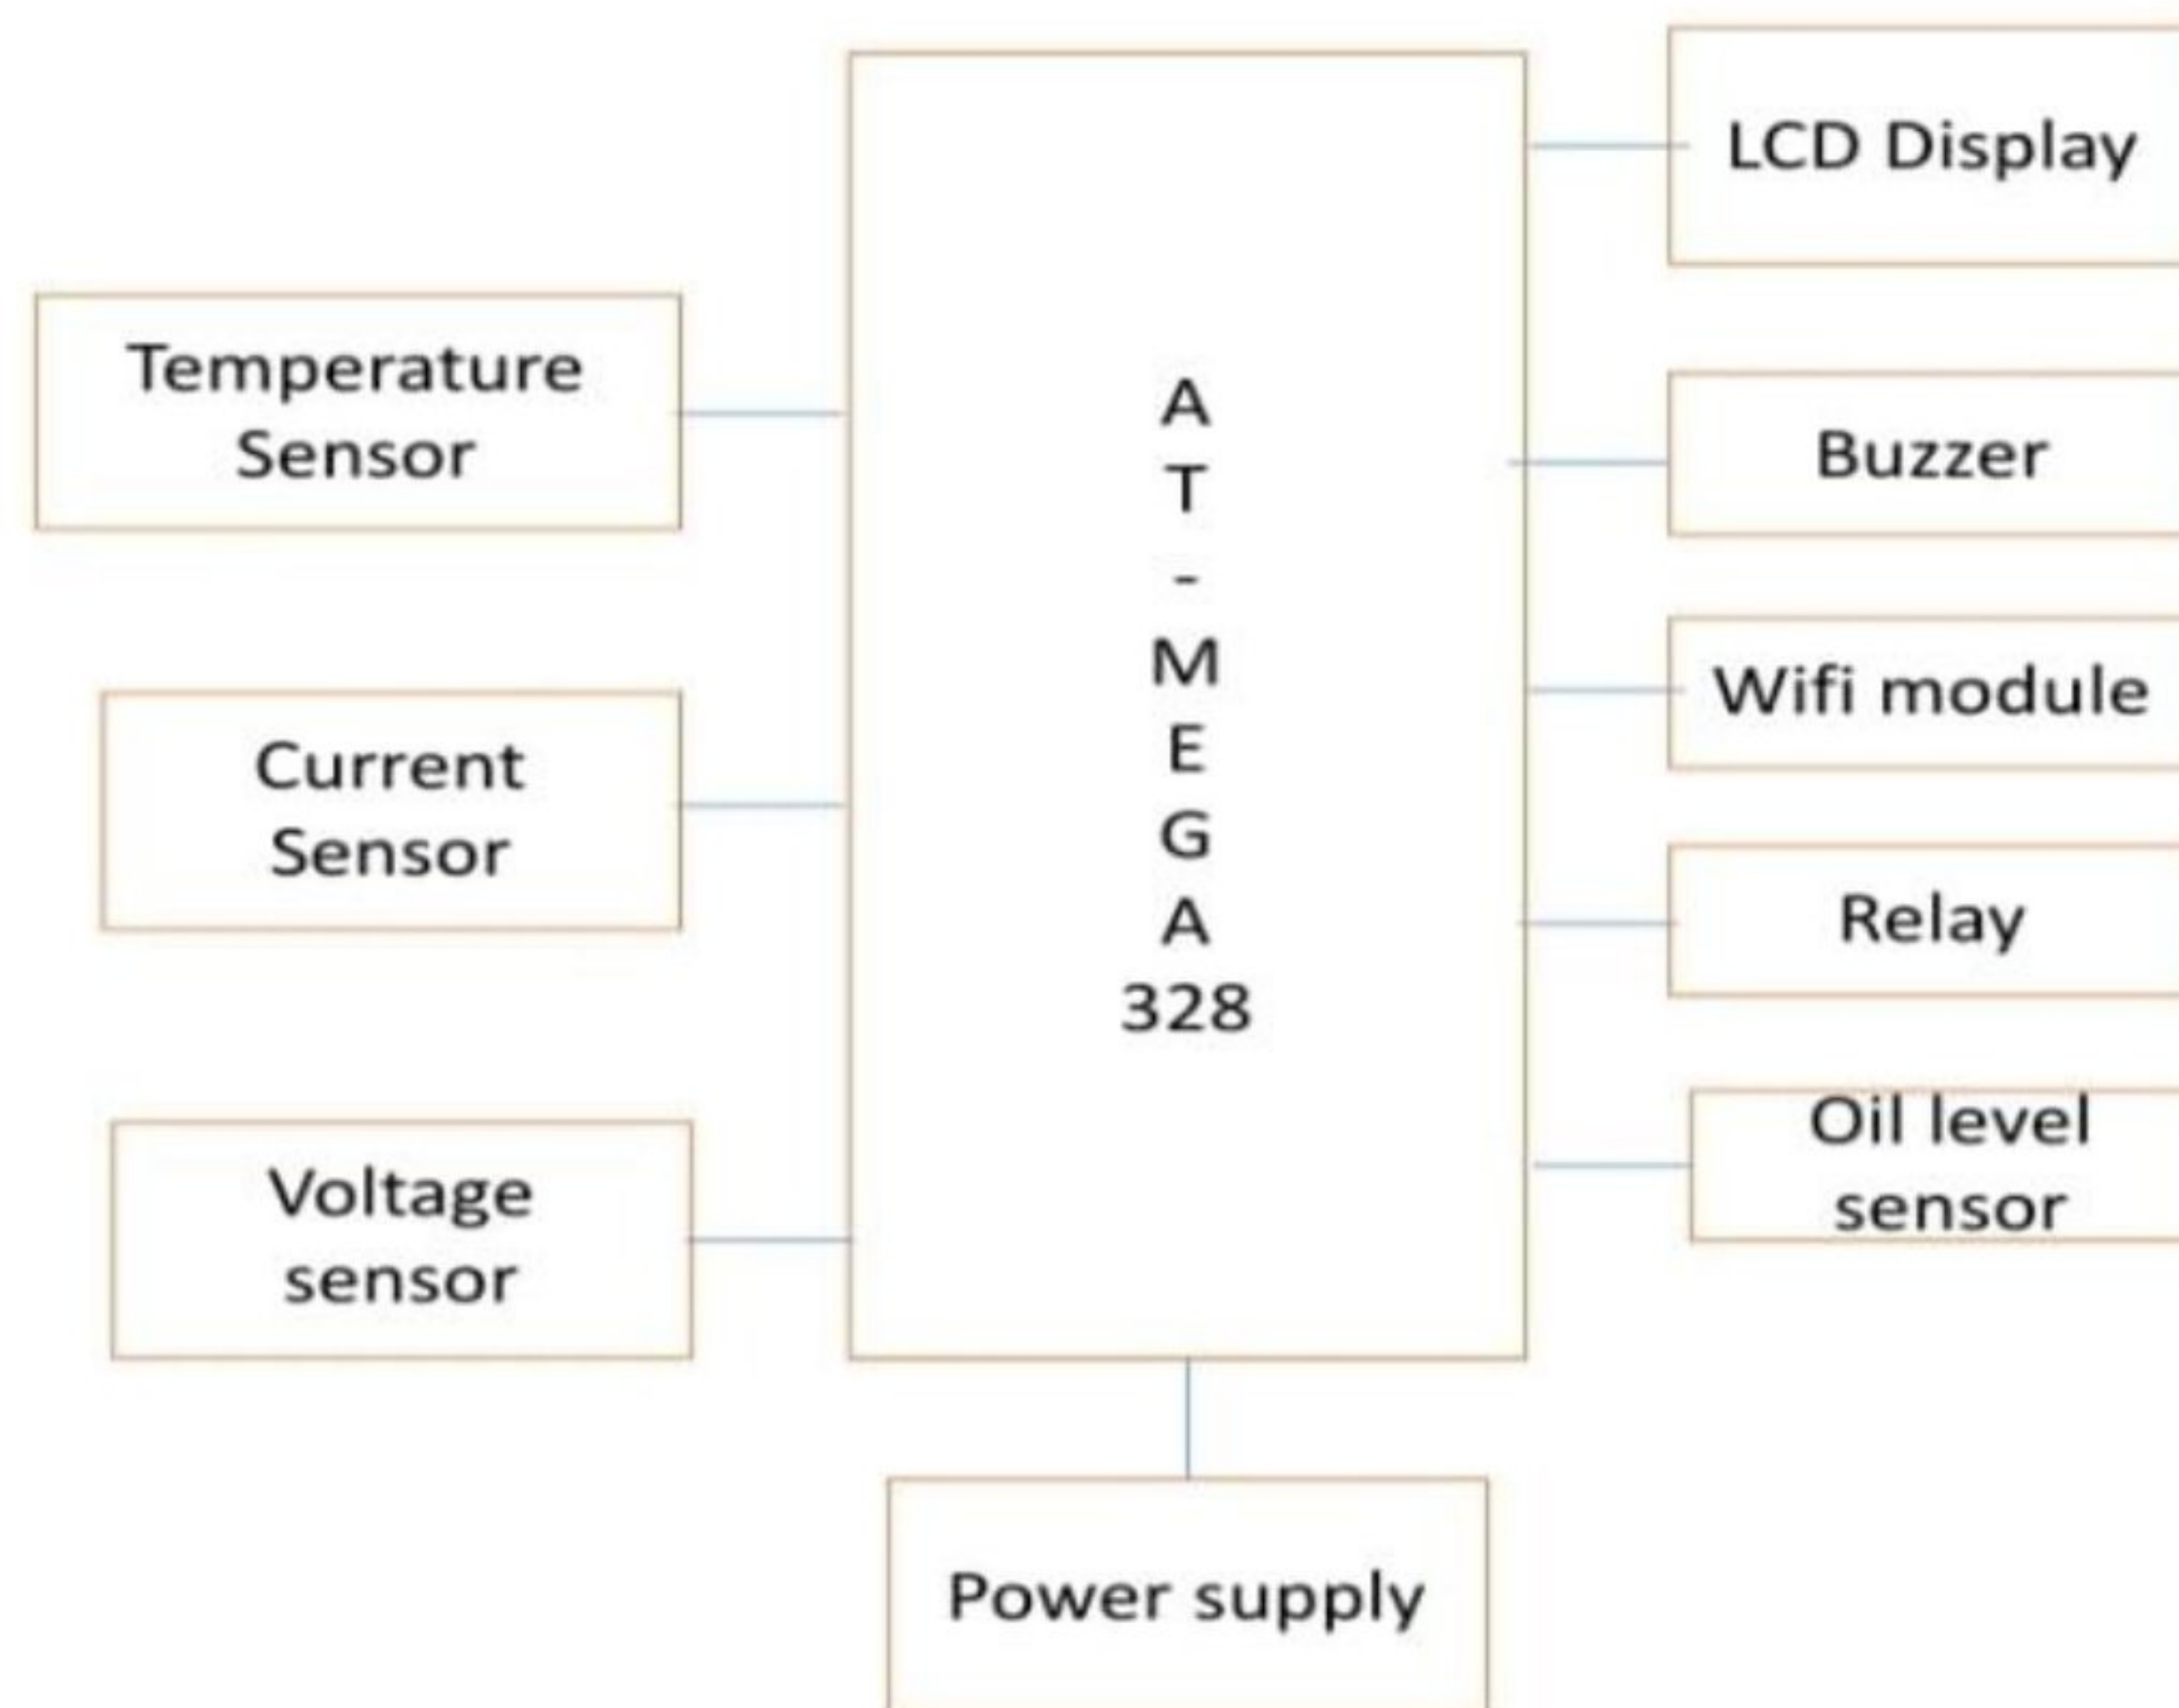 LCD Display
Temperature
Sensor
Buzzer
Current
Sensor
Wifi module
A
T
-
M
E
G
A
328
Relay
Voltage
sensor
Oil level
sensor
Power supply